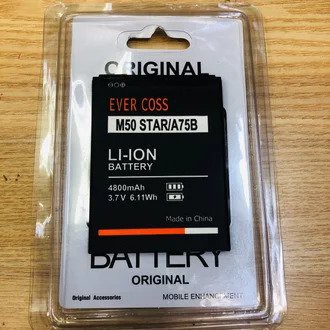 ORIGINAL
EVER COSS
M50 STAR/A75B
LI-ION
BATTERY
4800mAh
3.7V 6.11Wh
Made in China
BATTERY
Original Accessories
ORIGINAL
MOBILE ENHANCEMENT